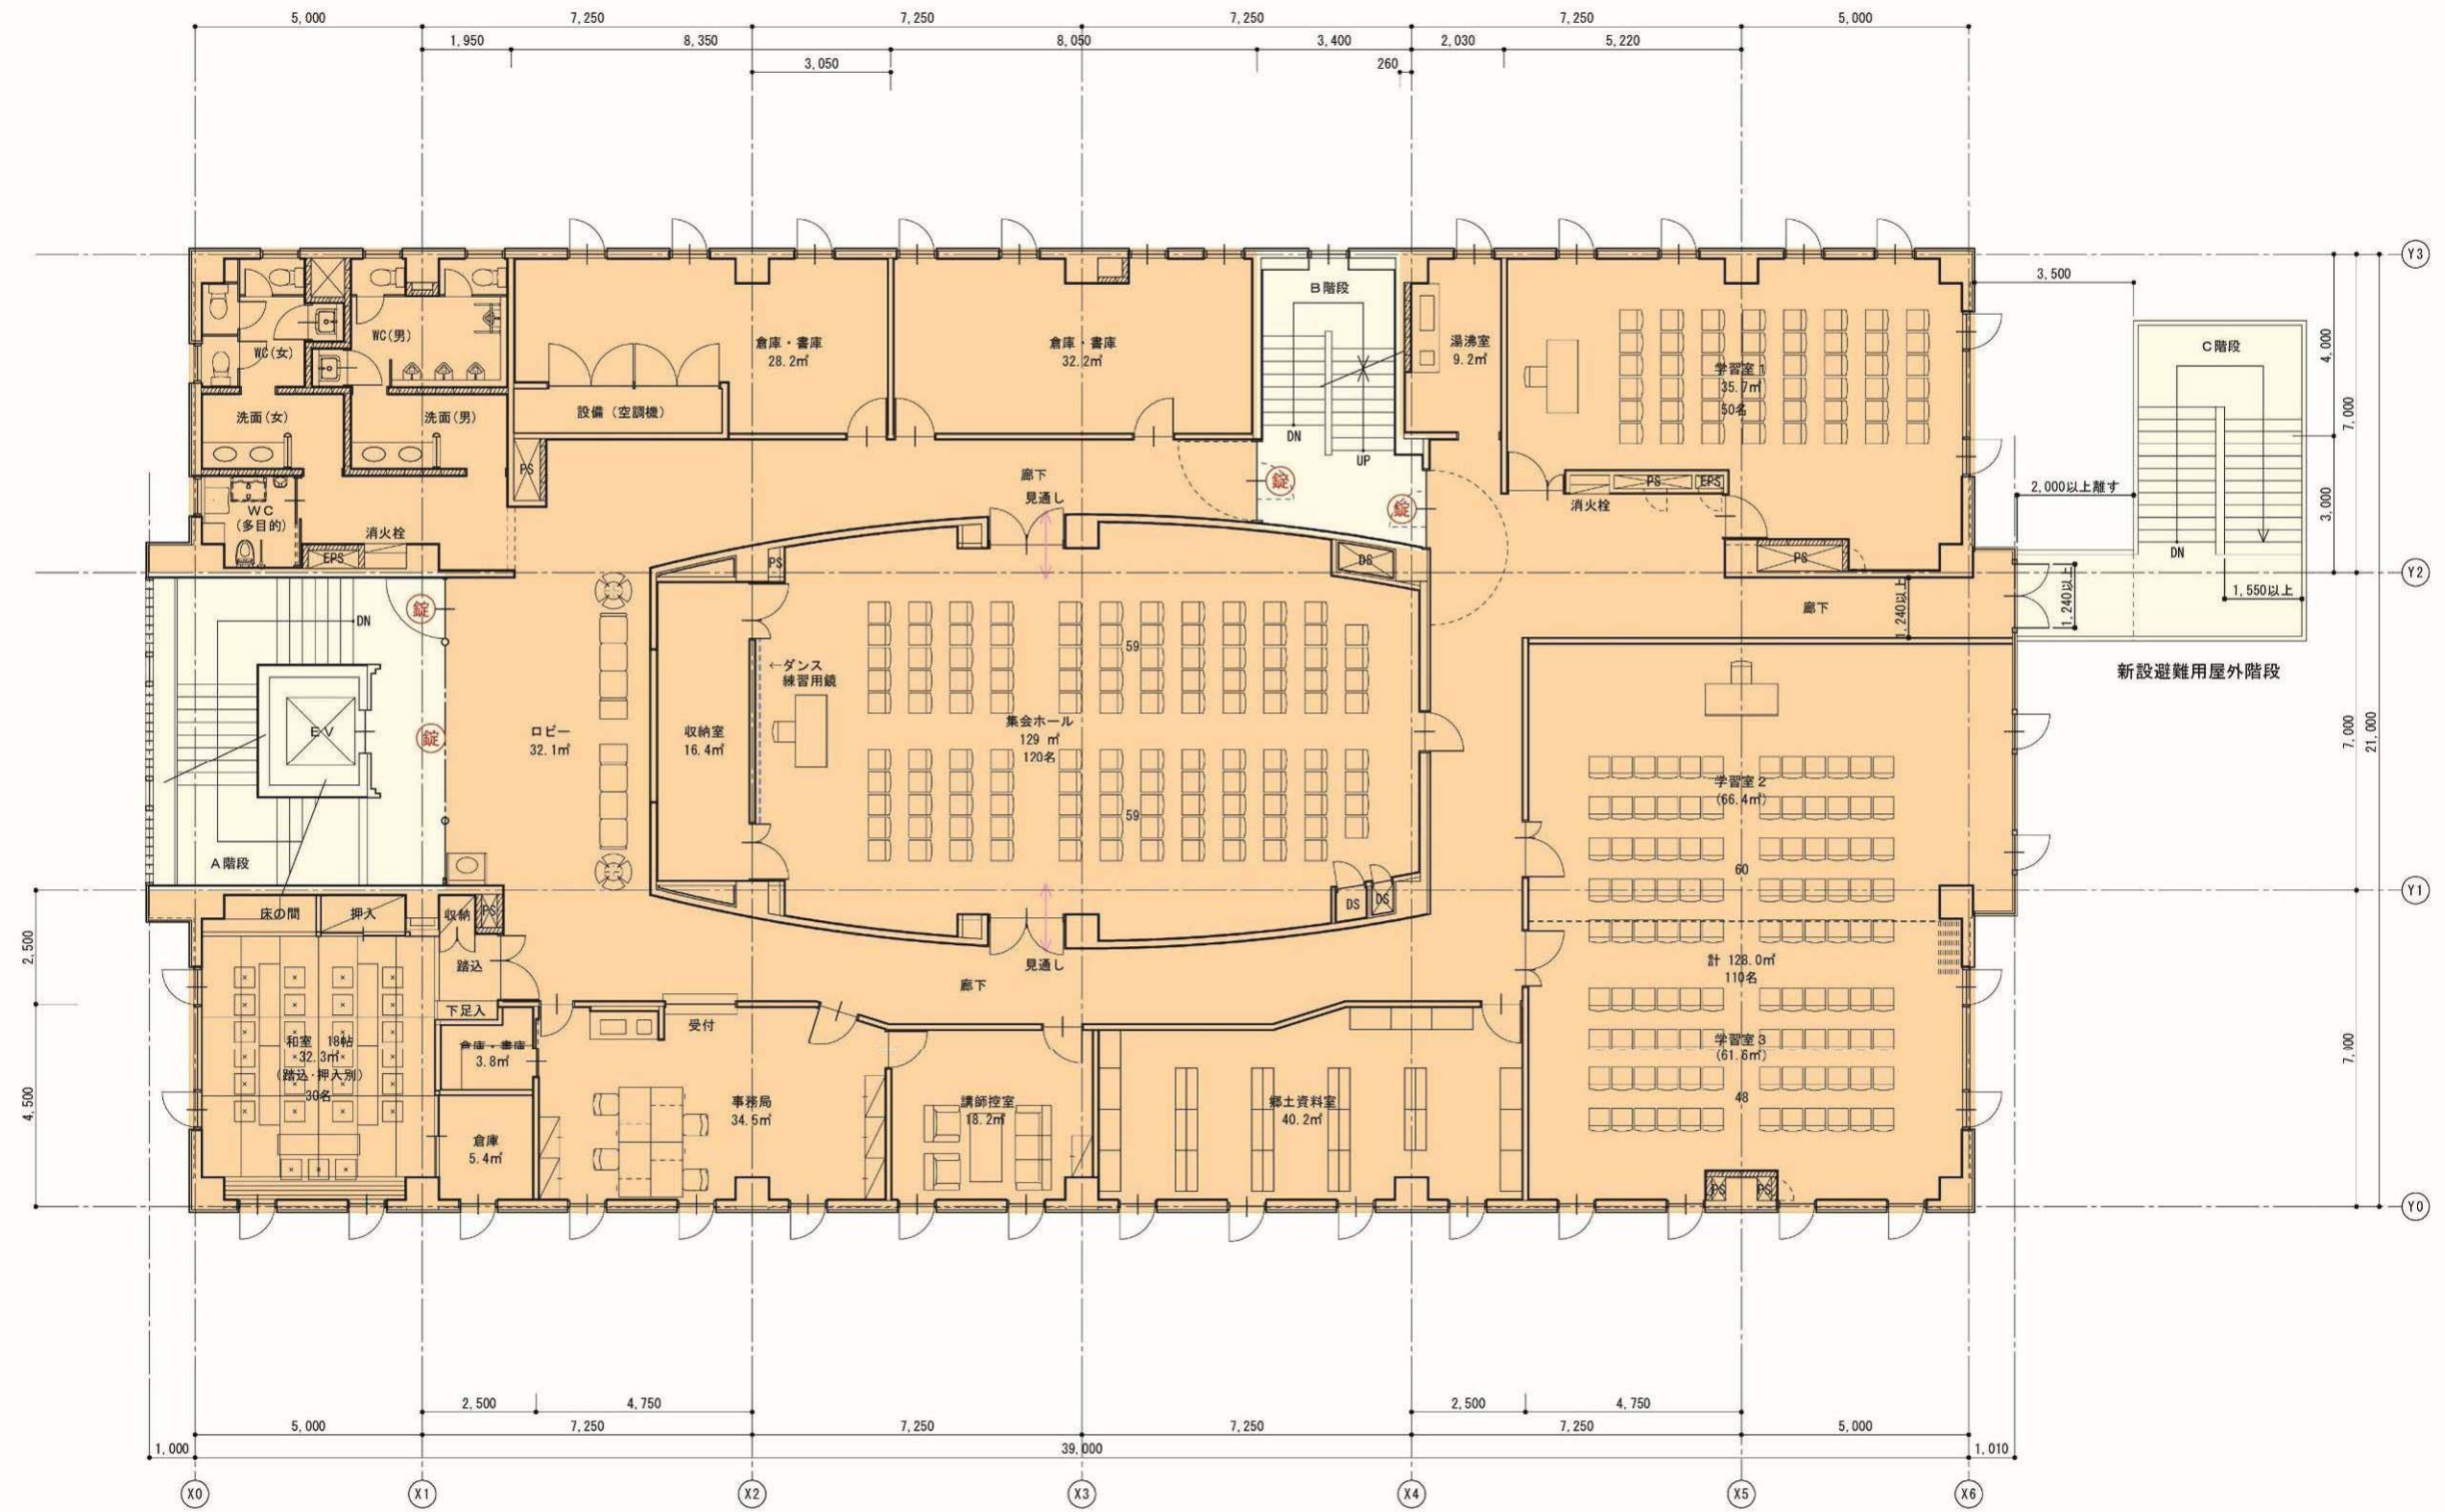 5,000
7,250
7,250
7,250
7,250
5,000
1,950
8,350
8,050
3,400
2,030
5,220
3,050
260
Y3
3,500
B階段
C階段
4,000
WC(男)
WC(女)
倉庫・書庫
28.2㎡
倉庫・書庫
32.2㎡
湯沸室
9.2㎡
学習室1
35.7㎡
50名
7,000
洗面(女)
洗面(男)
設備(空調機)
DN
UP
PS
廊下
見通し
錠
錠
PS
EPS
消火栓
2,000以上離す
3,000
WC
(多目的)
消火栓
EPS
PS
DS
PS
DN
Y2
錠
DN
廊下
1,240以上
1,240以上
1,550以上
59
←ダンス
練習用鏡
新設避難用屋外階段
EV
錠
ロビー
32.1㎡
収納室
16.4㎡
集会ホール
129 ㎡
120名
7,000
21,000
学習室2
(66.4㎡)
59
A階段
60
Y1
床の間
押入
収納
PS
DS
DS
2,500
踏込
見通し
廊下
計 128.0㎡
110名
下足入
受付
和室 18帖
32.3㎡
(踏込・押入別)
30名
倉庫・書庫
3.8㎡
学習室3
(61.6㎡)
7,000
4,500
事務局
34.5㎡
講師控室
18.2㎡
郷土資料室
40.2㎡
48
倉庫
5.4㎡
PS
PS
Y0
2,500
4,750
2,500
4,750
5,000
7,250
7,250
7,250
7,250
5,000
1,000
39,000
1,010
X0
X1
X2
X3
X4
X5
X6